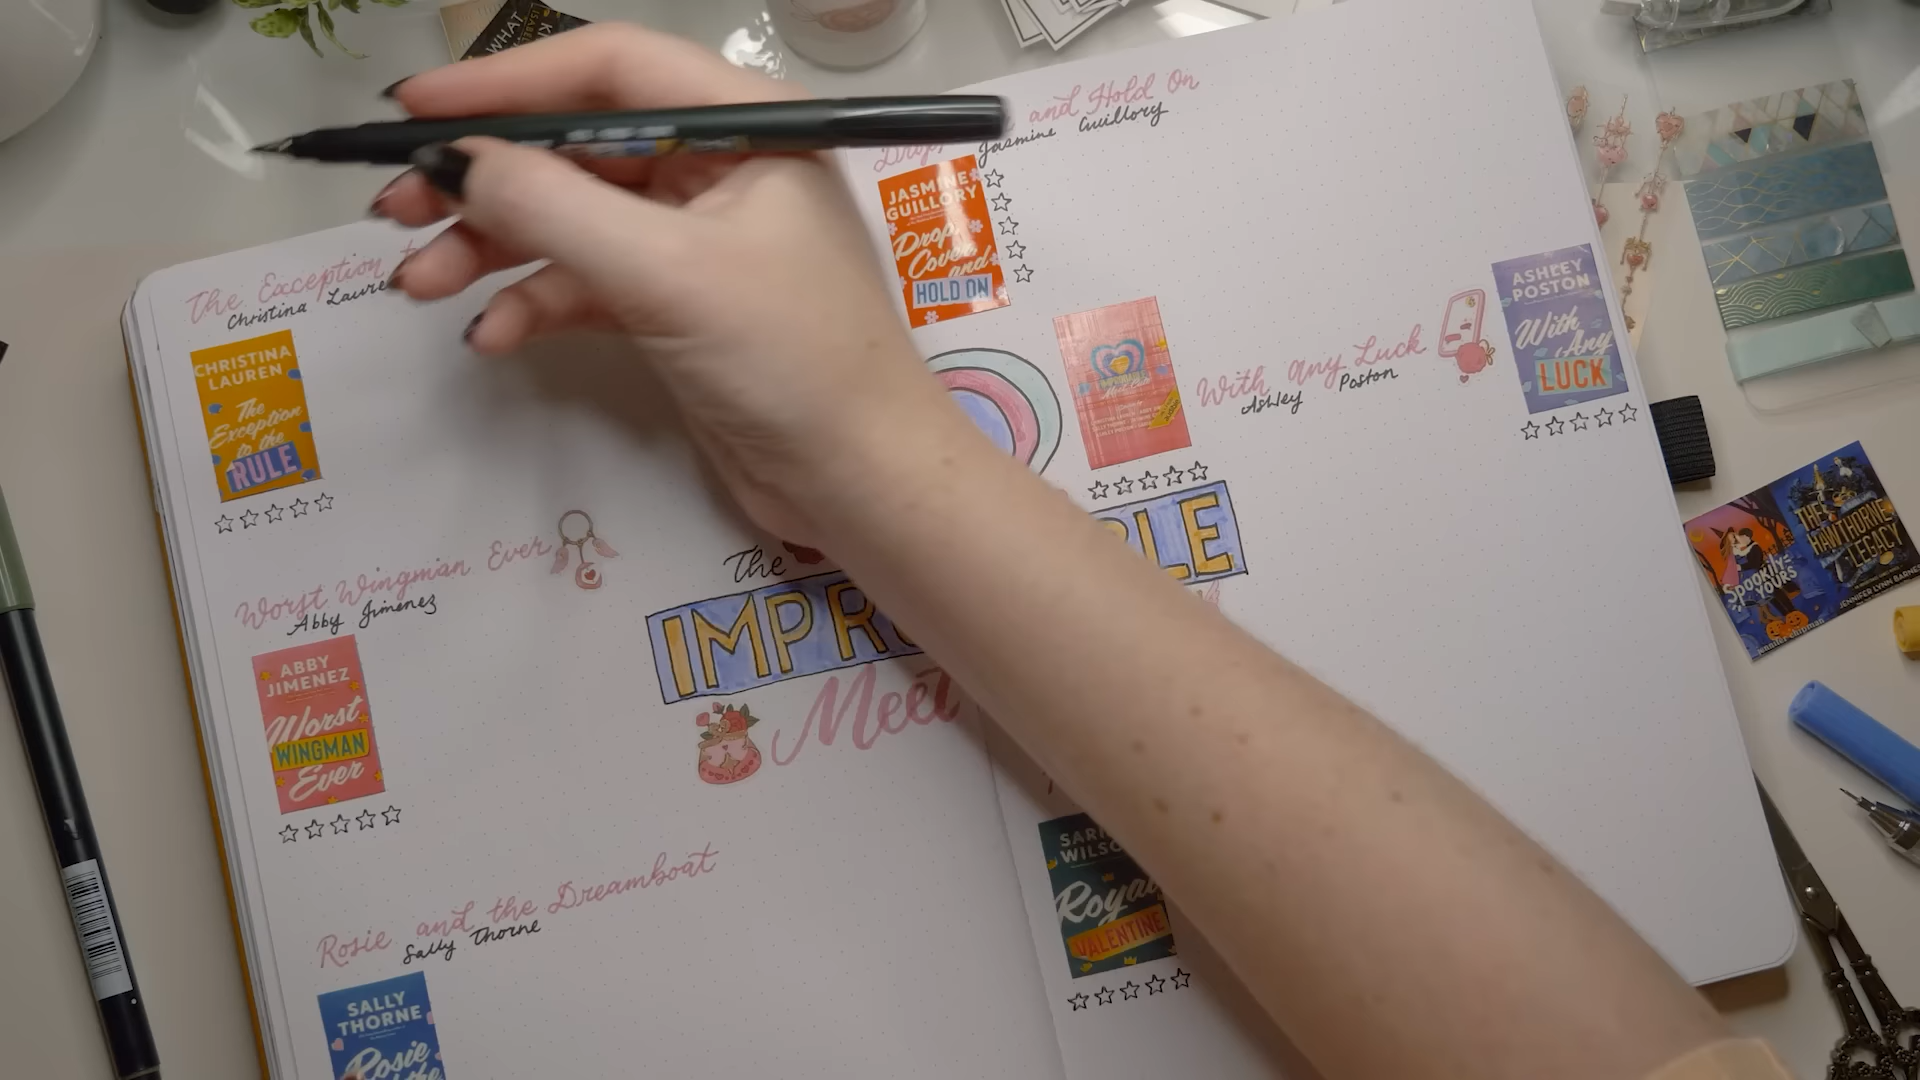 WHAT
The Exception
Christina
CHRISTINA
LAUREN
The
Exception
to the
RULE
Worst Wingman Ever
Abby Jimenez
ABBY
JIMENEZ
Worst
WINGMAN
Ever
Rosie and the Dreamboat
Sally Thorne
SALLY
THORNE
Rosie
The
IMPR
BLE
Meet
and Hold On
Jasmine Guillory
JASMINE
GUILLORY
Drop,
Cover, and
HOLD ON
With Any Luck
Ashley Poston
ASHLEY
POSTON
With
Any
LUCK
Royal
VALENTINE
SPOOKILY
YOURS
THE
HAWTHORNE
LEGACY
JENNIFER LYNN BARNES